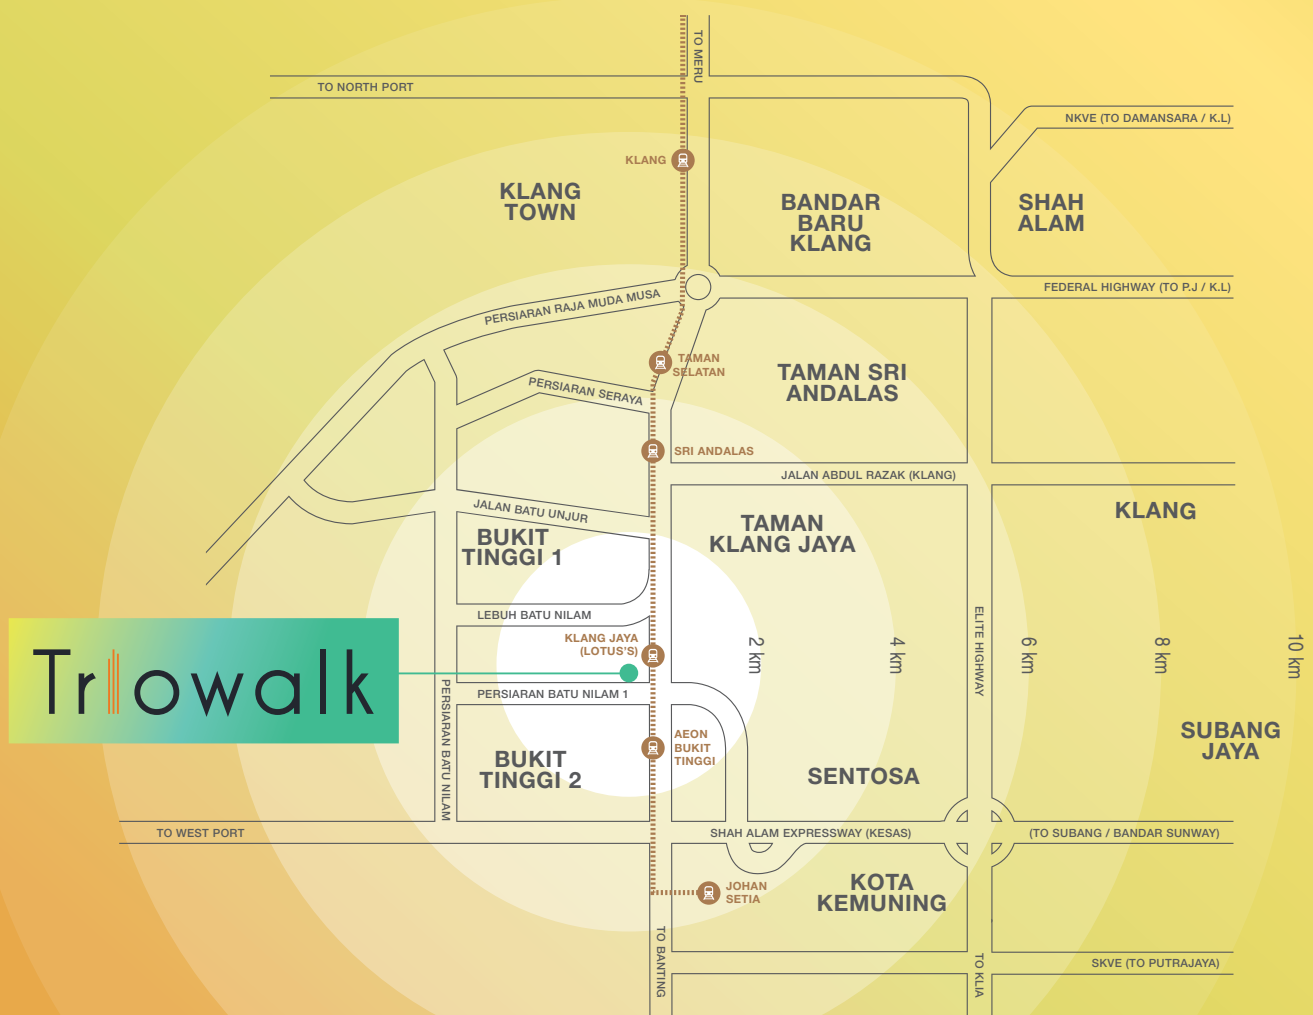 TO MERU
TO NORTH PORT
NKVE (TO DAMANSARA / K.L)
KLANG
KLANG
TOWN
BANDAR
BARU
KLANG
SHAH
ALAM
FEDERAL HIGHWAY (TO P.J / K.L)
PERSIARAN RAJA MUDA MUSA
TAMAN
SELATAN
TAMAN SRI
ANDALAS
PERSIARAN SERAYA
SRI ANDALAS
JALAN ABDUL RAZAK (KLANG)
JALAN BATU UNJUR
KLANG
BUKIT
TINGGI 1
TAMAN
KLANG JAYA
LEBUH BATU NILAM
ELITE HIGHWAY
KLANG JAYA
(LOTUS'S)
2 km
4 km
6 km
8 km
10 km
Triowalk
PERSIARAN BATU NILAM 1
PERSIARAN BATU NILAM
AEON
BUKIT
TINGGI
SUBANG
JAYA
BUKIT
TINGGI 2
SENTOSA
TO WEST PORT
SHAH ALAM EXPRESSWAY (KESAS)
(TO SUBANG / BANDAR SUNWAY)
JOHAN
SETIA
KOTA
KEMUNING
TO BANTING
TO KLIA
SKVE (TO PUTRAJAYA)